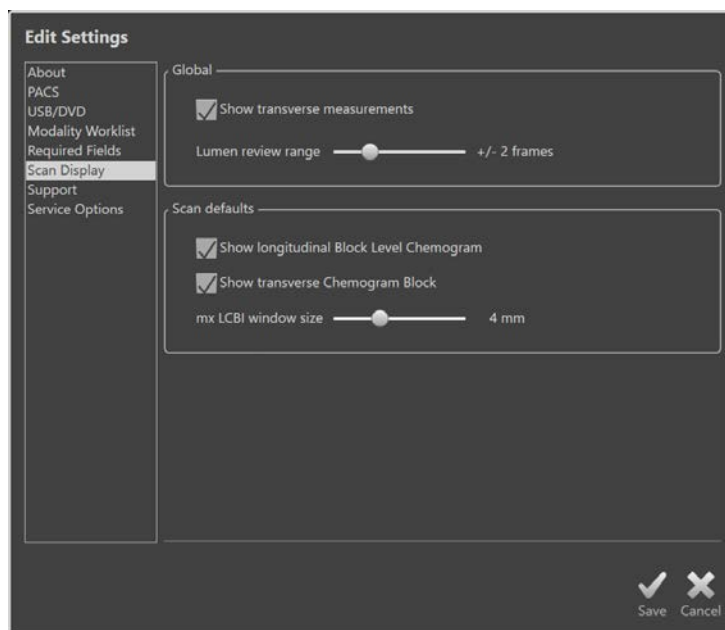 Edit Settings
About
PACS
USB/DVD
Modality Worklist
Required Fields
Scan Display
Support
Service Options
Global
Show transverse measurements
Lumen review range +/- 2 frames
Scan defaults
Show longitudinal Block Level Chemogram
Show transverse Chemogram Block
mx LCBI window size 4 mm
Save Cancel